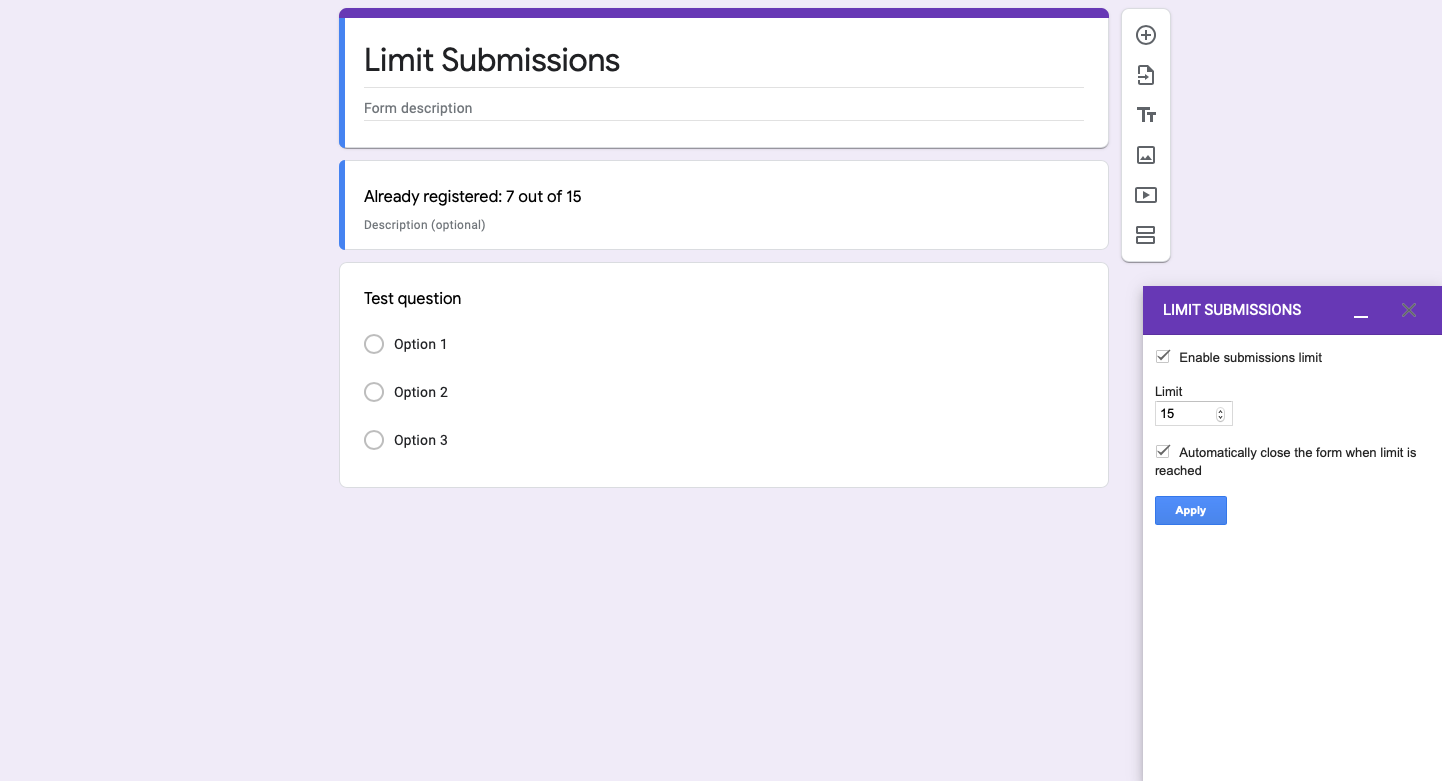 Limit Submissions
Form description
Already registered: 7 out of 15
Description (optional)
Test question
Option 1
Option 2
Option 3
LIMIT SUBMISSIONS
Enable submissions limit
Limit
15
Automatically close the form when limit is
reached
Apply